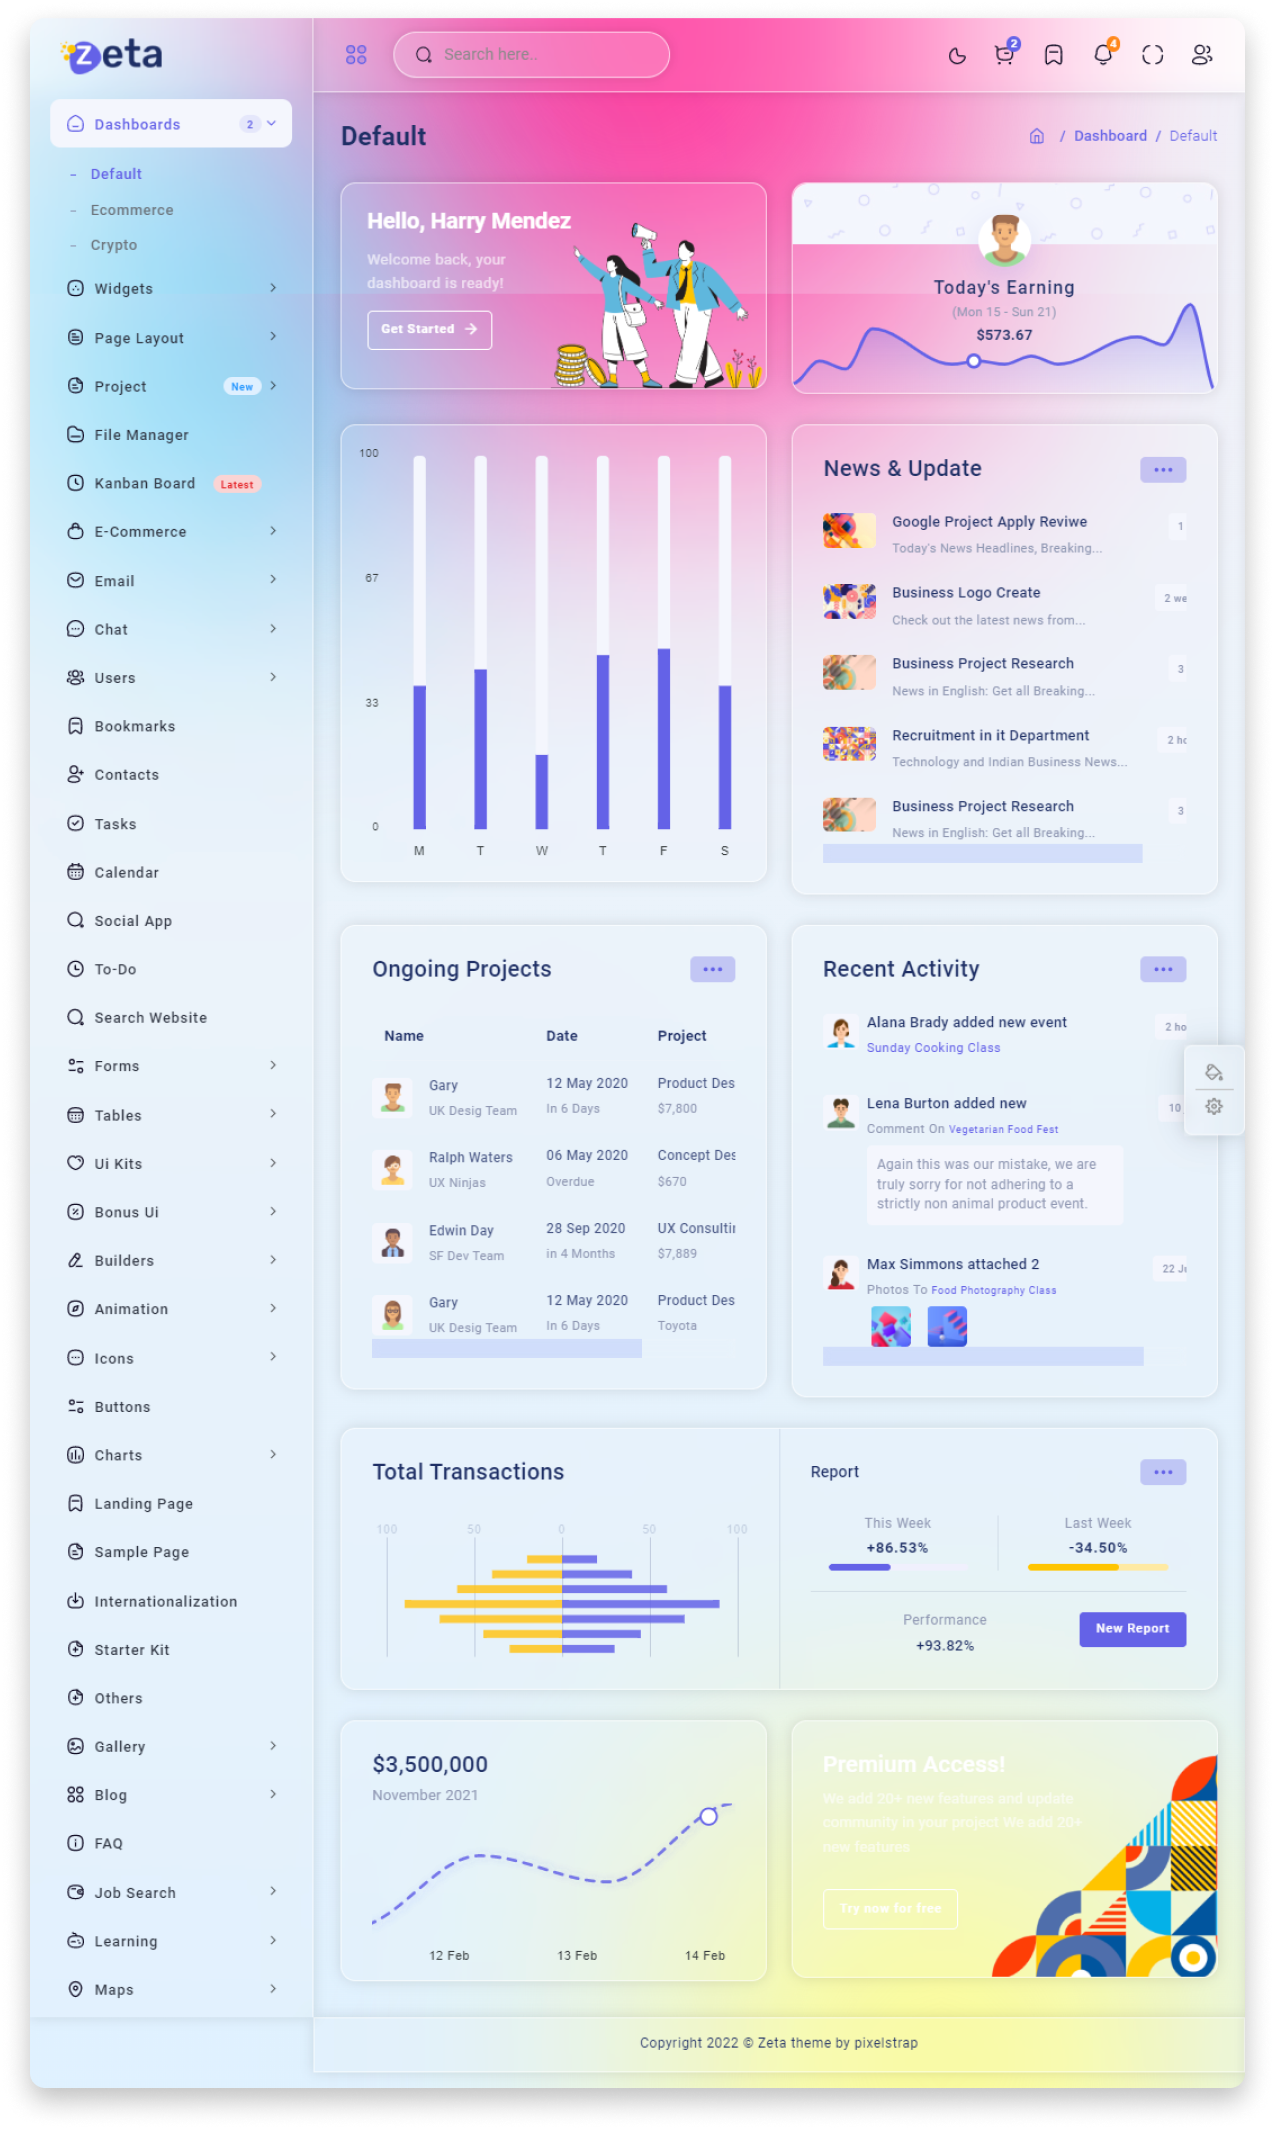 zeta
Search here..
2
4
Dashboards
2
Default
Ecommerce
Crypto
Widgets
Page Layout
Project
New
File Manager
Kanban Board
Latest
E-Commerce
Email
Chat
Users
Bookmarks
Contacts
Tasks
Calendar
Social App
To-Do
Search Website
Forms
Tables
Ui Kits
Bonus Ui
Builders
Animation
Icons
Buttons
Charts
Landing Page
Sample Page
Internationalization
Starter Kit
Others
Gallery
Blog
FAQ
Job Search
Learning
Maps
Default
/ Dashboard / Default
Hello, Harry Mendez
Welcome back, your
dashboard is ready!
Get Started
Today's Earning
(Mon 15 - Sun 21)
$573.67
100
67
33
0
M T W T F S
News & Update
Google Project Apply Reviwe
1
Today's News Headlines, Breaking...
Business Logo Create
2 we
Check out the latest news from...
Business Project Research
3
News in English: Get all Breaking...
Recruitment in it Department
2 ho
Technology and Indian Business News...
Business Project Research
3
News in English: Get all Breaking...
Ongoing Projects
Name Date Project
Gary 12 May 2020 Product Des
UK Desig Team In 6 Days $7,800
Ralph Waters 06 May 2020 Concept Des
UX Ninjas Overdue $670
Edwin Day 28 Sep 2020 UX Consultin
SF Dev Team in 4 Months $7,889
Gary 12 May 2020 Product Des
UK Desig Team In 6 Days Toyota
Recent Activity
Alana Brady added new event
2 ho
Sunday Cooking Class
Lena Burton added new
10
Comment On Vegetarian Food Fest
Again this was our mistake, we are
truly sorry for not adhering to a
strictly non animal product event.
Max Simmons attached 2
22 Ju
Photos To Food Photography Class
Total Transactions
100 50 0 50 100
Report
This Week Last Week
+86.53% -34.50%
Performance
+93.82%
New Report
$3,500,000
November 2021
12 Feb 13 Feb 14 Feb
Premium Access!
We add 20+ new features and update
community in your project We add 20+
new features
Try now for free
Copyright 2022 © Zeta theme by pixelstrap